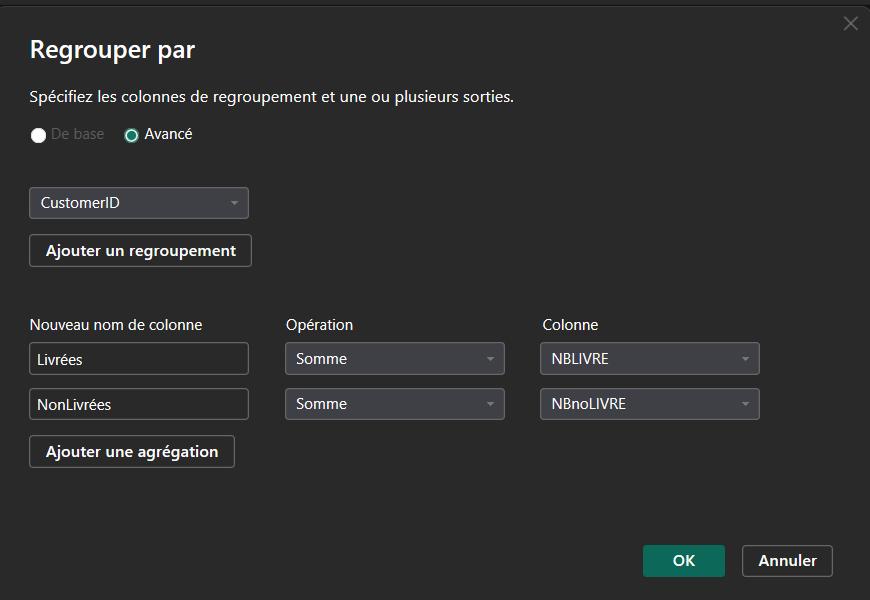 Regrouper par
Spécifiez les colonnes de regroupement et une ou plusieurs sorties.
De base Avancé
CustomerID
Ajouter un regroupement
Nouveau nom de colonne Opération Colonne
Livrées Somme NBLIVRE
NonLivrées Somme NBnoLIVRE
Ajouter une agrégation
OK Annuler